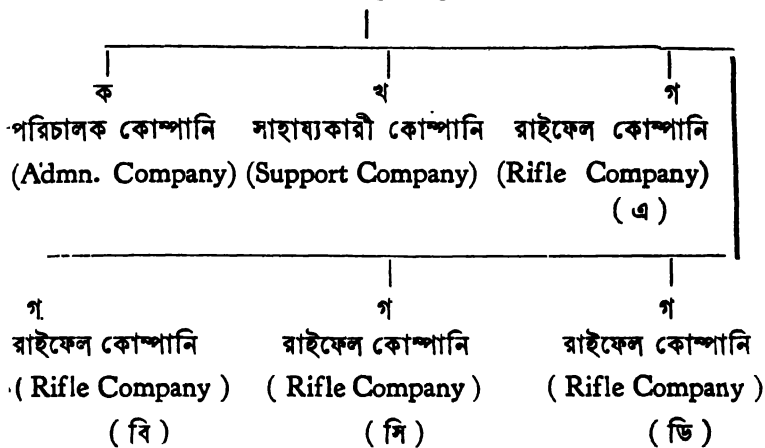 ক খ গ
পরিচালক কোম্পানি সাহায্যকারী কোম্পানি রাইফেল কোম্পানি
(Admn. Company) (Support Company) (Rifle Company)
( এ )
গ গ গ
রাইফেল কোম্পানি রাইফেল কোম্পানি রাইফেল কোম্পানি
( Rifle Company ) ( Rifle Company ) ( Rifle Company )
( বি ) ( সি ) ( ডি )